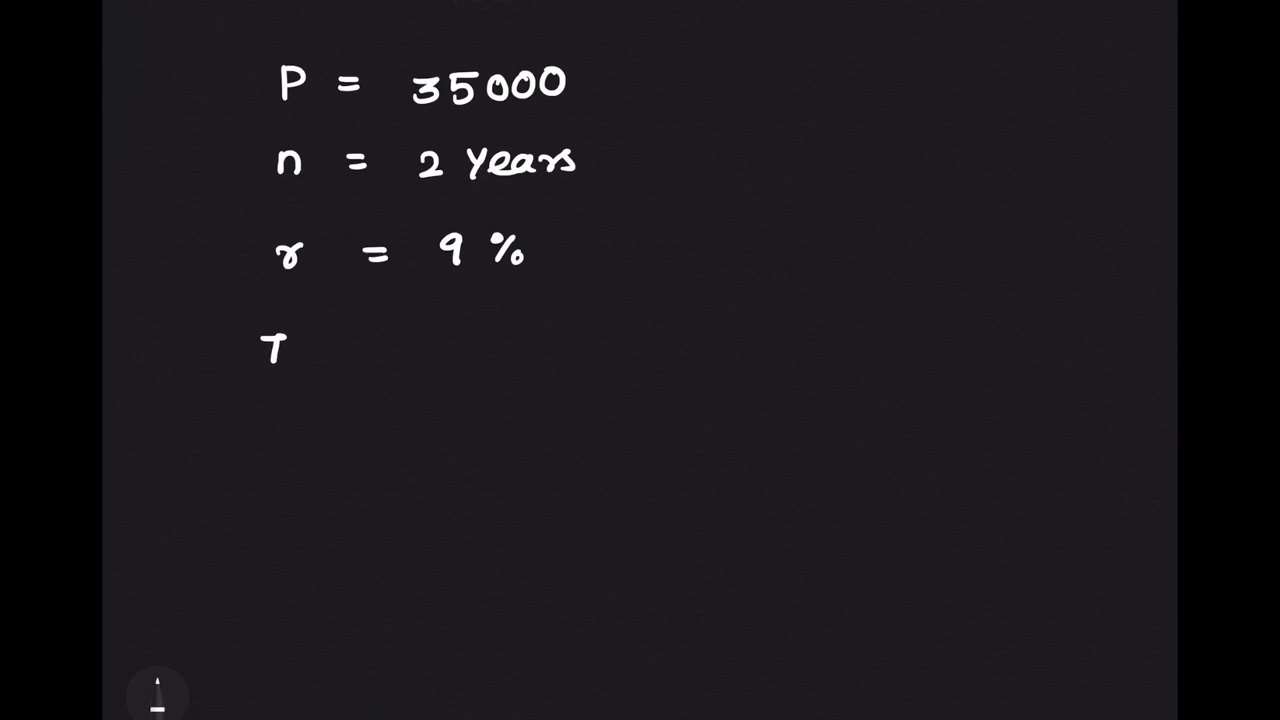 P = 35000
n = 2 years
r = 9 %
T